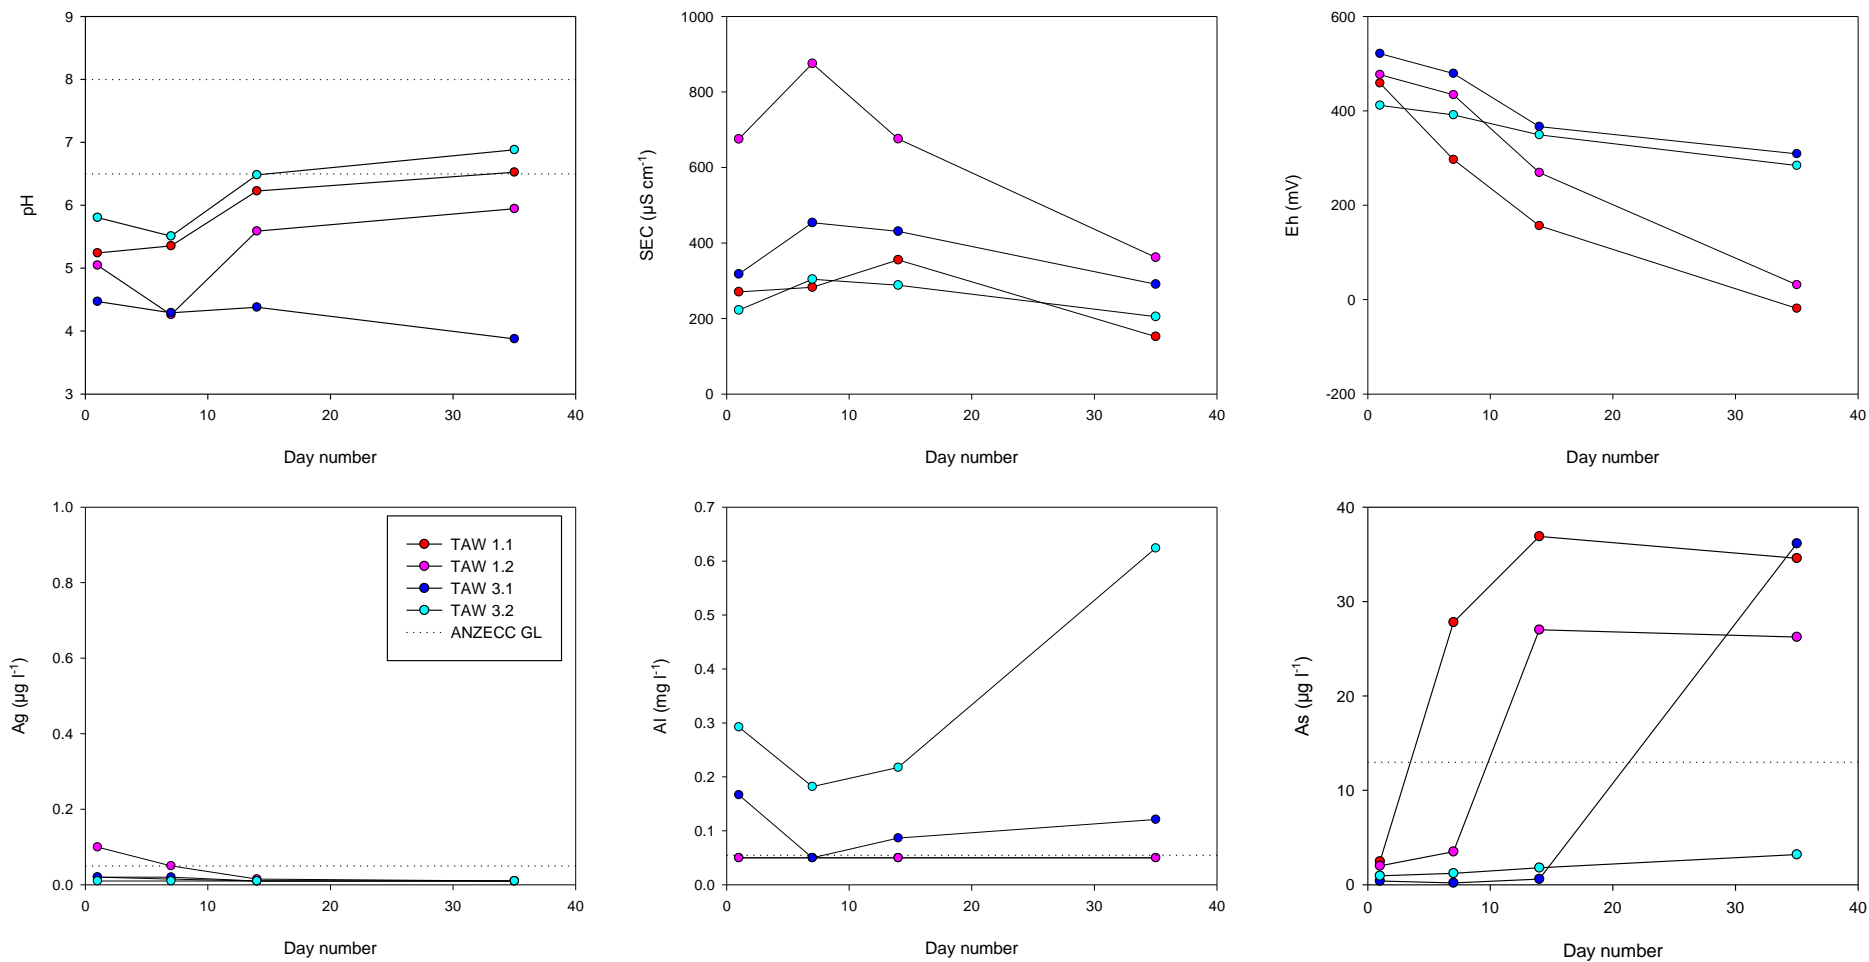 pH
9
8
7
6
5
4
3
0 10 20 30 40
Day number
SEC (µS cm⁻¹)
1000
800
600
400
200
0
0 10 20 30 40
Day number
Eh (mV)
600
400
200
0
-200
0 10 20 30 40
Day number
Ag (µg l⁻¹)
1.0
0.8
0.6
0.4
0.2
0.0
0 10 20 30 40
Day number
TAW 1.1
TAW 1.2
TAW 3.1
TAW 3.2
ANZECC GL
Al (mg l⁻¹)
0.7
0.6
0.5
0.4
0.3
0.2
0.1
0.0
0 10 20 30 40
Day number
As (µg l⁻¹)
40
30
20
10
0
0 10 20 30 40
Day number